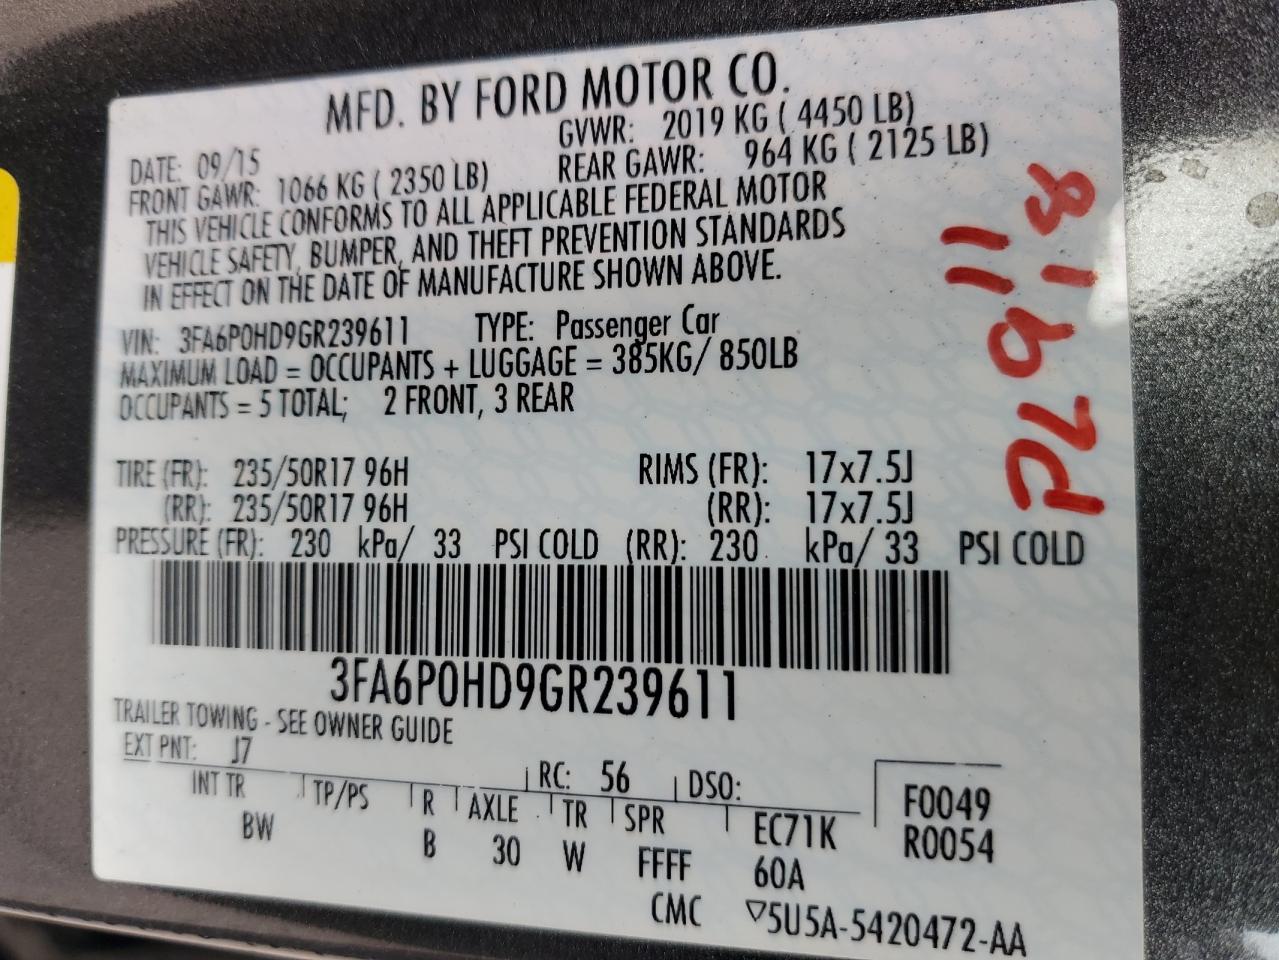 MFD. BY FORD MOTOR CO.
DATE: 09/15 GVWR: 2019 KG ( 4450 LB)
FRONT GAWR: 1066 KG ( 2350 LB) REAR GAWR: 964 KG ( 2125 LB)
THIS VEHICLE CONFORMS TO ALL APPLICABLE FEDERAL MOTOR
VEHICLE SAFETY, BUMPER, AND THEFT PREVENTION STANDARDS
IN EFFECT ON THE DATE OF MANUFACTURE SHOWN ABOVE.
VIN: 3FA6P0HD9GR239611 TYPE: Passenger Car
MAXIMUM LOAD = OCCUPANTS + LUGGAGE = 385KG/ 850LB
OCCUPANTS = 5 TOTAL; 2 FRONT, 3 REAR
TIRE (FR): 235/50R17 96H RIMS (FR): 17x7.5J
(RR): 235/50R17 96H (RR): 17x7.5J
PRESSURE (FR): 230 kPa/ 33 PSI COLD (RR): 230 kPa/ 33 PSI COLD
3FA6P0HD9GR239611
TRAILER TOWING - SEE OWNER GUIDE
EXT PNT: J7 RC: 56 DSO: F0049
INT TR TP/PS R AXLE TR SPR EC71K R0054
BW B 30 W FFFF 60A
CMC ▽5U5A-5420472-AA